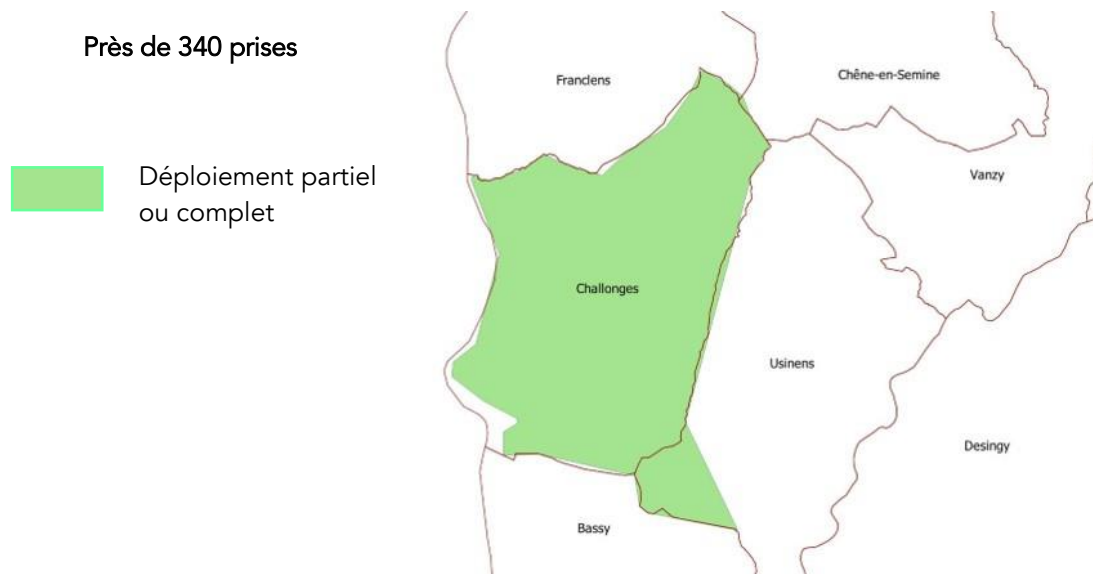 Près de 340 prises
Déploiement partiel
ou complet
Franclens
Chêne-en-Semine
Vanzy
Challonges
Usinens
Desingy
Bassy